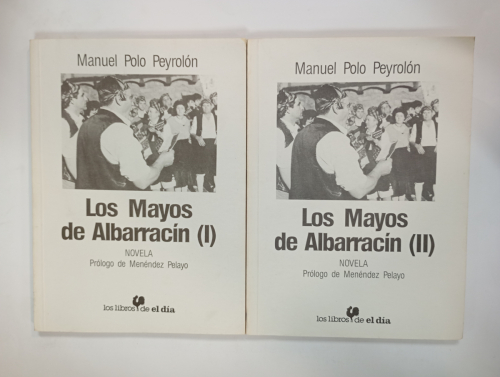 Manuel Polo Peyrolón
Los Mayos
de Albarracín (I)
NOVELA
Prólogo de Menéndez Pelayo
los libros de el día
Manuel Polo Peyrolón
Los Mayos
de Albarracín (II)
NOVELA
Prólogo de Menéndez Pelayo
los libros de el día